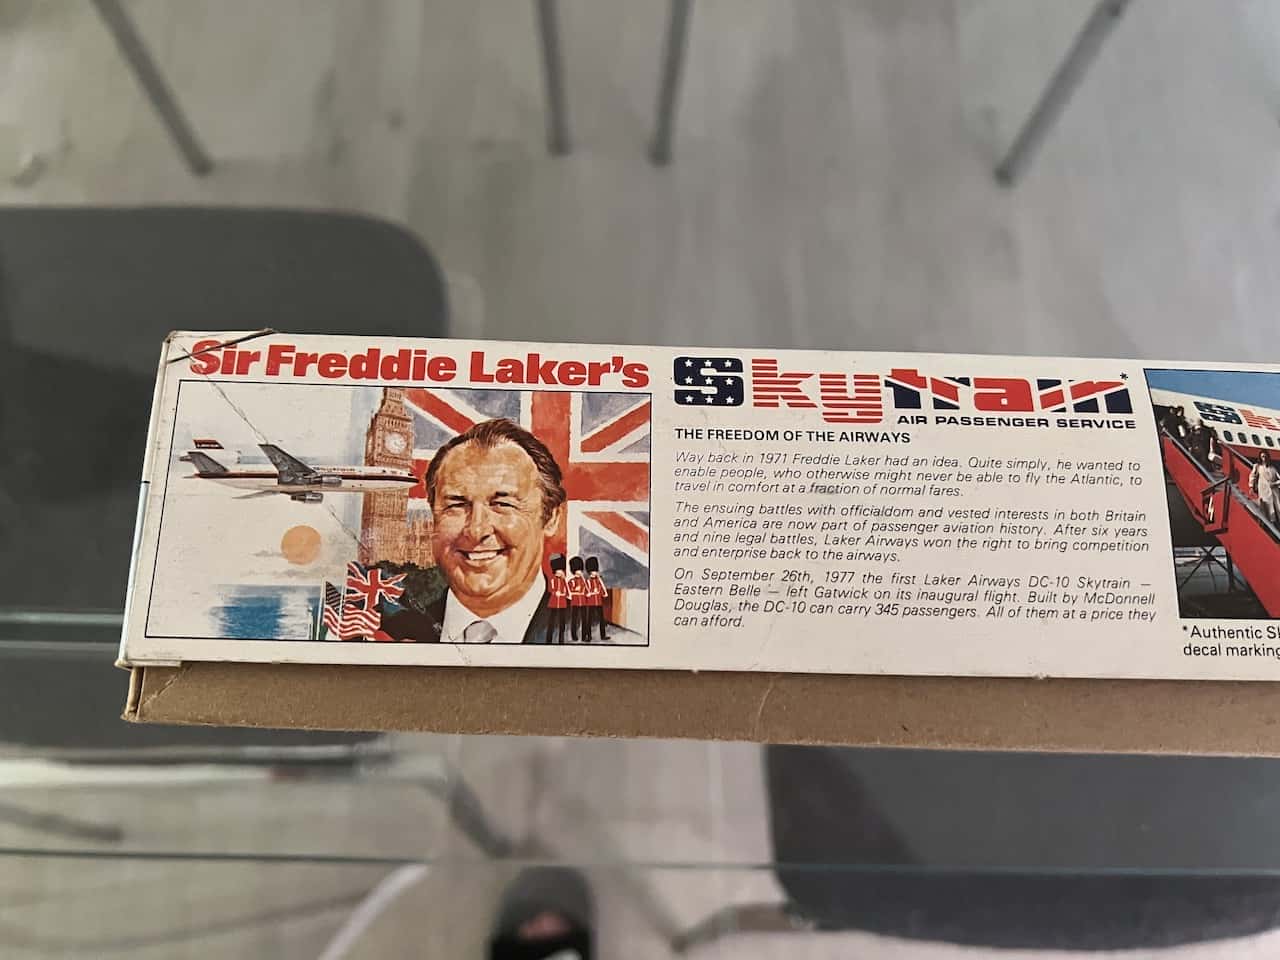 Sir Freddie Laker's
Skytrain*
AIR PASSENGER SERVICE
THE FREEDOM OF THE AIRWAYS
Way back in 1971 Freddie Laker had an idea. Quite simply, he wanted to
enable people, who otherwise might never be able to fly the Atlantic, to
travel in comfort at a fraction of normal fares.
The ensuing battles with officialdom and vested interests in both Britain
and America are now part of passenger aviation history. After six years
and nine legal battles, Laker Airways won the right to bring competition
and enterprise back to the airways.
On September 26th, 1977 the first Laker Airways DC-10 Skytrain —
Eastern Belle — left Gatwick on its inaugural flight. Built by McDonnell
Douglas, the DC-10 can carry 345 passengers. All of them at a price they
can afford.
*Authentic
decal marking